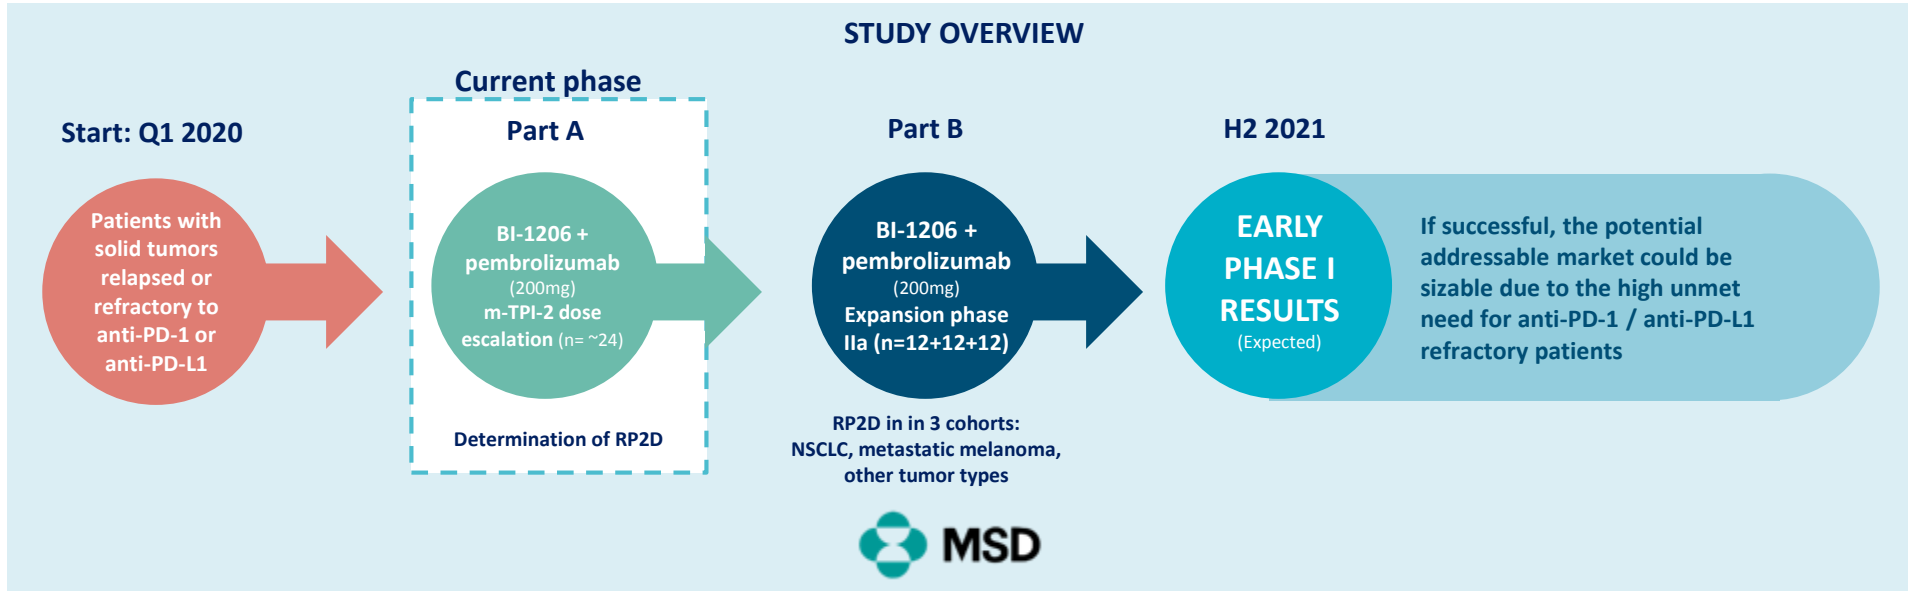 STUDY OVERVIEW
Start: Q1 2020
Patients with
solid tumors
relapsed or
refractory to
anti-PD-1 or
anti-PD-L1
Current phase
Part A
BI-1206 +
pembrolizumab
(200mg)
m-TPI-2 dose
escalation (n= ~24)
Determination of RP2D
Part B
BI-1206 +
pembrolizumab
(200mg)
Expansion phase
IIa (n=12+12+12)
RP2D in in 3 cohorts:
NSCLC, metastatic melanoma,
other tumor types
MSD
H2 2021
EARLY
PHASE I
RESULTS
(Expected)
If successful, the potential
addressable market could be
sizable due to the high unmet
need for anti-PD-1 / anti-PD-L1
refractory patients